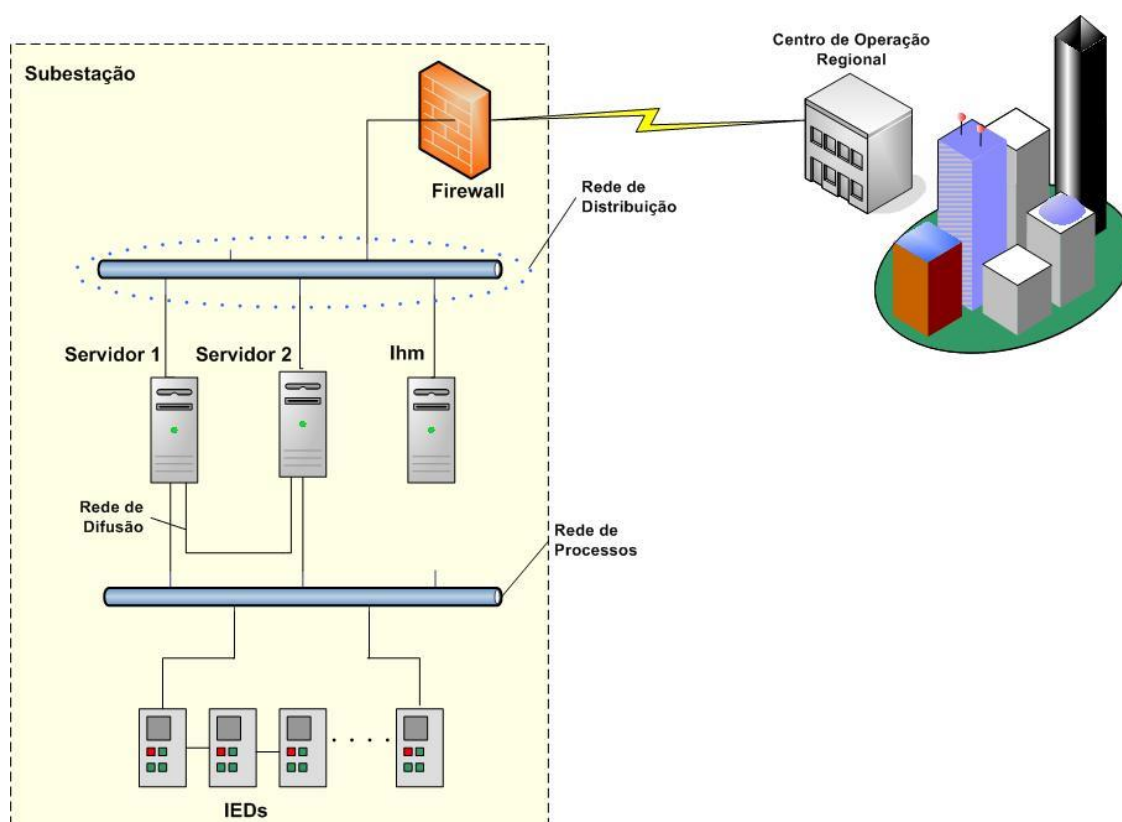 Centro de Operação
Regional
Subestação
Firewall
Rede de
Distribuição
Servidor 1
Servidor 2
Ihm
Rede de
Difusão
Rede de
Processos
IEDs